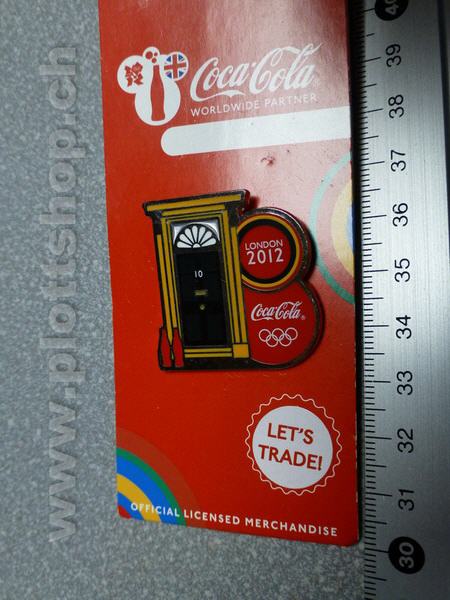 Coca-Cola
WORLDWIDE PARTNER
10
LONDON
2012
Coca-Cola
LET'S
TRADE!
OFFICIAL LICENSED MERCHANDISE
40
39
38
37
36
35
34
33
32
31
30
www.plottshop.ch